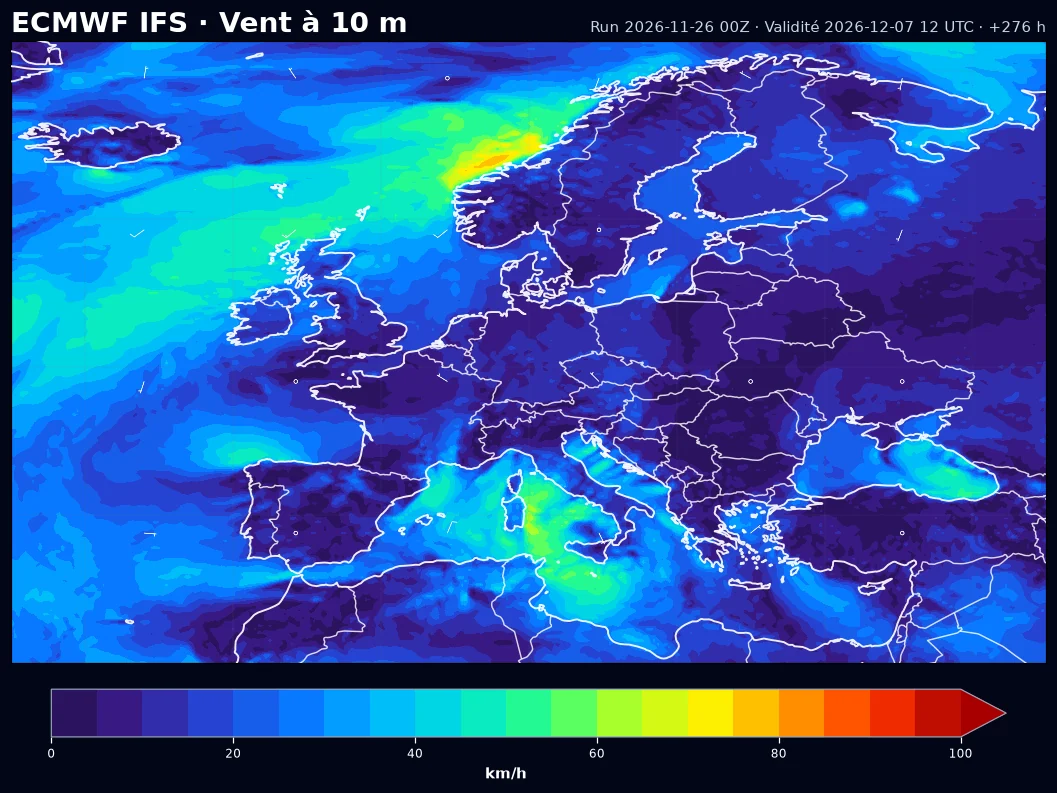 ECMWF IFS · Vent à 10 m
Run 2026-11-26 00Z · Validité 2026-12-07 12 UTC · +276 h
0 20 40 60 80 100
km/h